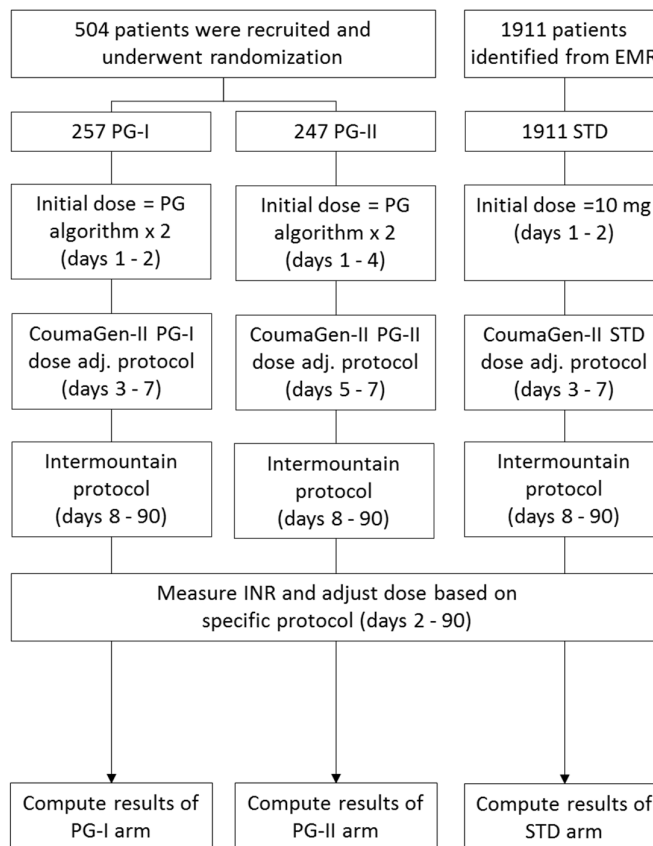 504 patients were recruited and
underwent randomization
1911 patients
identified from EMR
257 PG-I
247 PG-II
1911 STD
Initial dose = PG
algorithm x 2
(days 1 - 2)
Initial dose = PG
algorithm x 2
(days 1 - 4)
Initial dose =10 mg
(days 1 - 2)
CoumaGen-II PG-I
dose adj. protocol
(days 3 - 7)
CoumaGen-II PG-II
dose adj. protocol
(days 5 - 7)
CoumaGen-II STD
dose adj. protocol
(days 3 - 7)
Intermountain
protocol
(days 8 - 90)
Intermountain
protocol
(days 8 - 90)
Intermountain
protocol
(days 8 - 90)
Measure INR and adjust dose based on
specific protocol (days 2 - 90)
Compute results of
PG-I arm
Compute results of
PG-II arm
Compute results of
STD arm